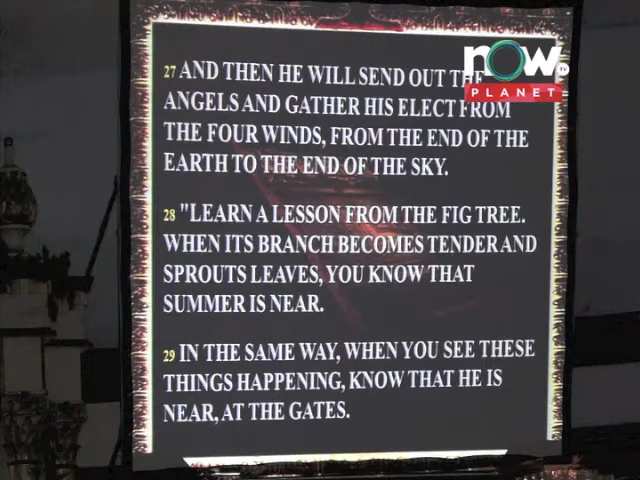 now
TV
PLANET
27 AND THEN HE WILL SEND OUT THE
ANGELS AND GATHER HIS ELECT FROM
THE FOUR WINDS, FROM THE END OF THE
EARTH TO THE END OF THE SKY.
28 "LEARN A LESSON FROM THE FIG TREE.
WHEN ITS BRANCH BECOMES TENDER AND
SPROUTS LEAVES, YOU KNOW THAT
SUMMER IS NEAR.
29 IN THE SAME WAY, WHEN YOU SEE THESE
THINGS HAPPENING, KNOW THAT HE IS
NEAR, AT THE GATES.